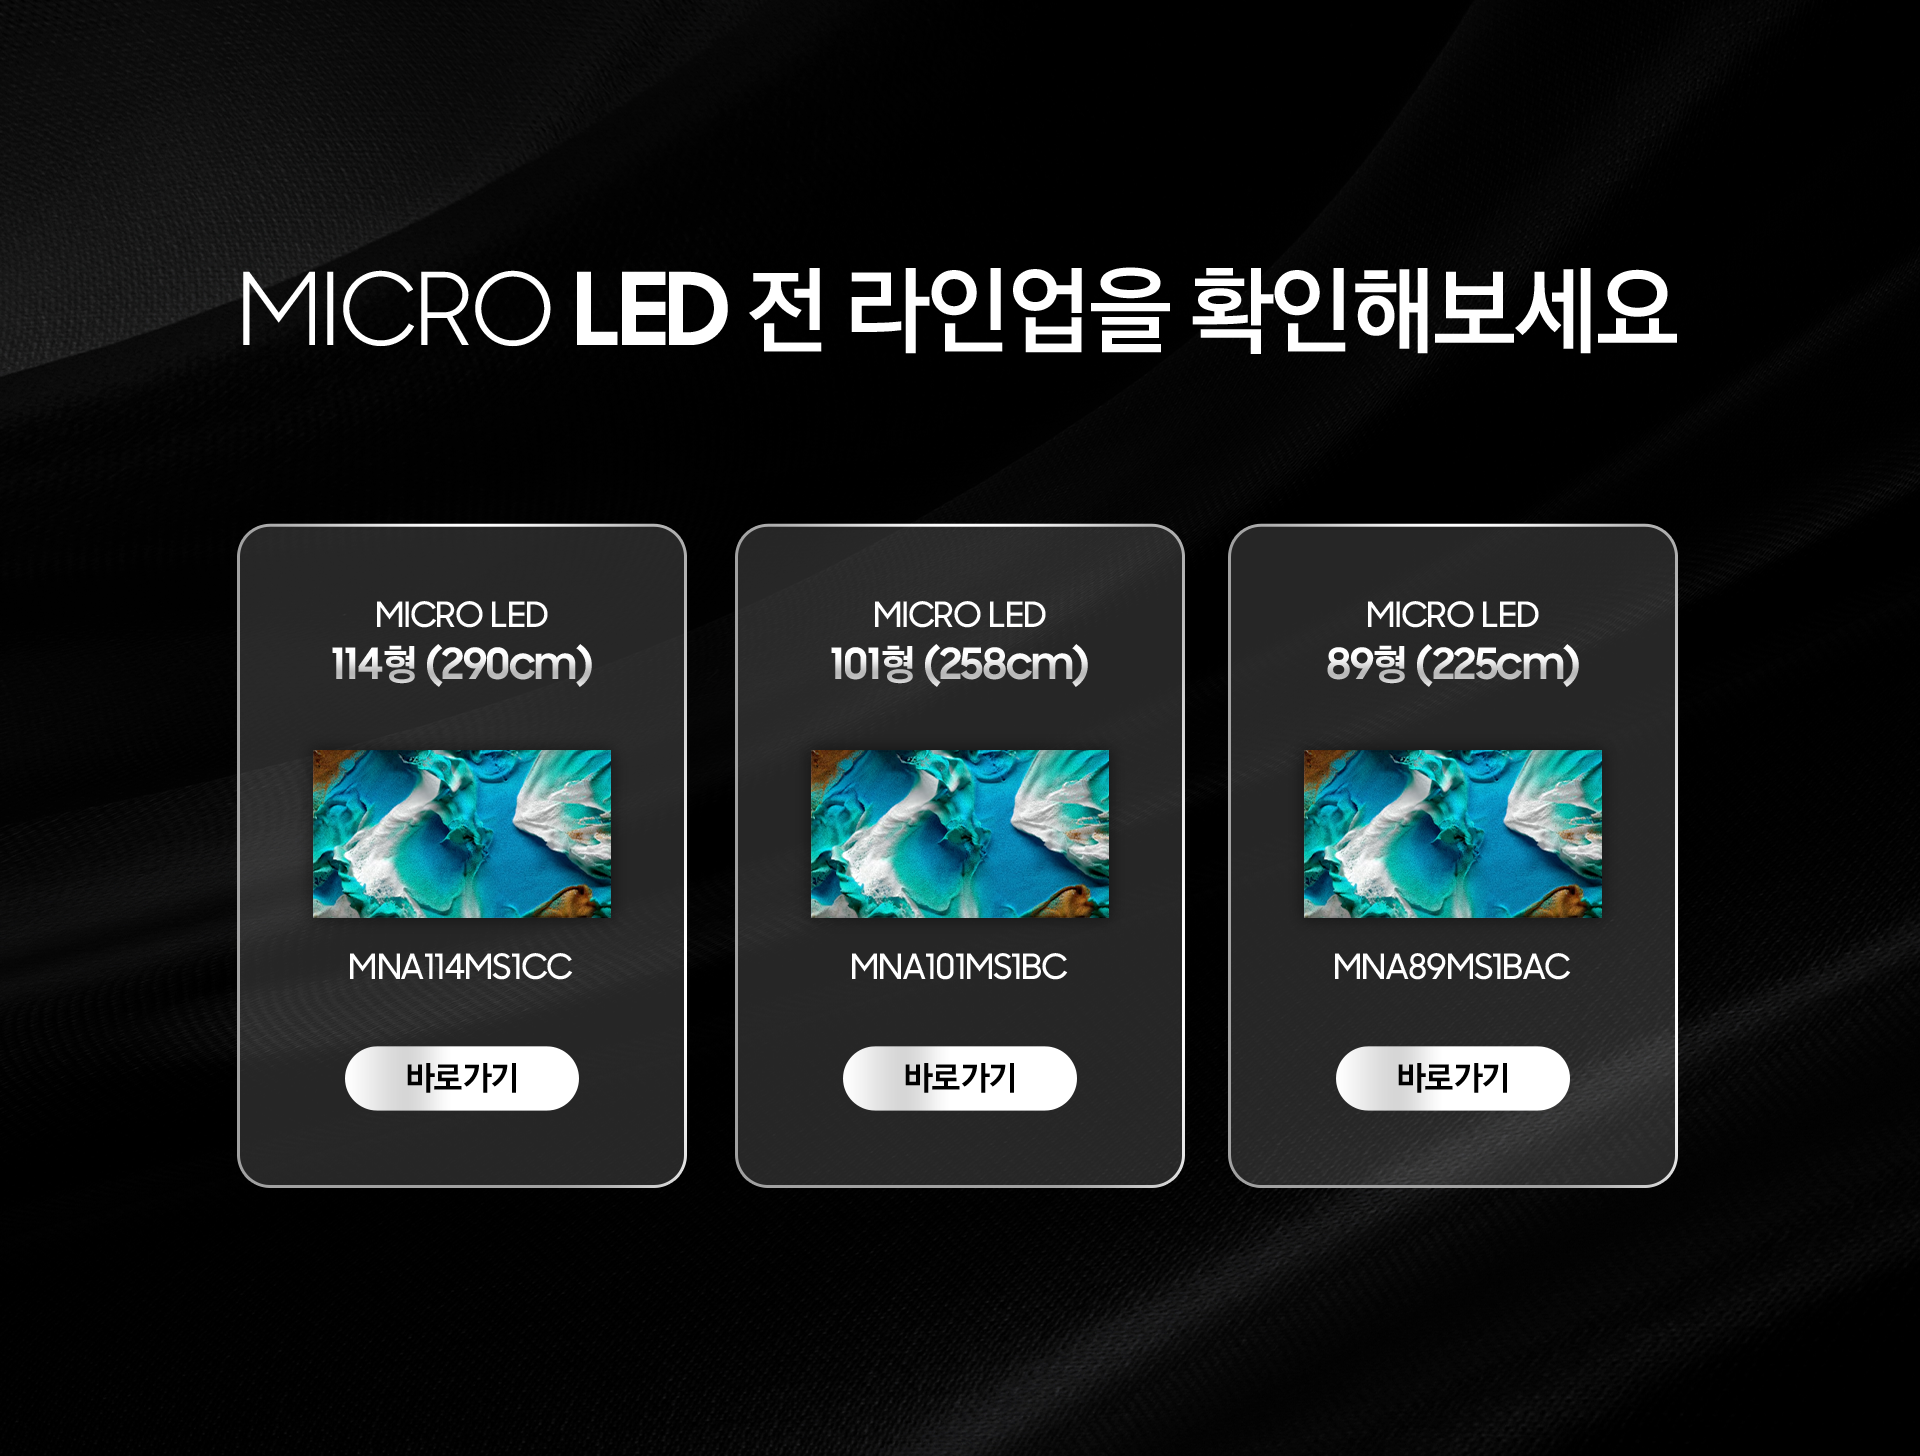 MICRO LED 전 라인업을 확인해보세요
MICRO LED
114형 (290cm)
MNA114MS1CC
바로가기
MICRO LED
101형 (258cm)
MNA101MS1BC
바로가기
MICRO LED
89형 (225cm)
MNA89MS1BAC
바로가기